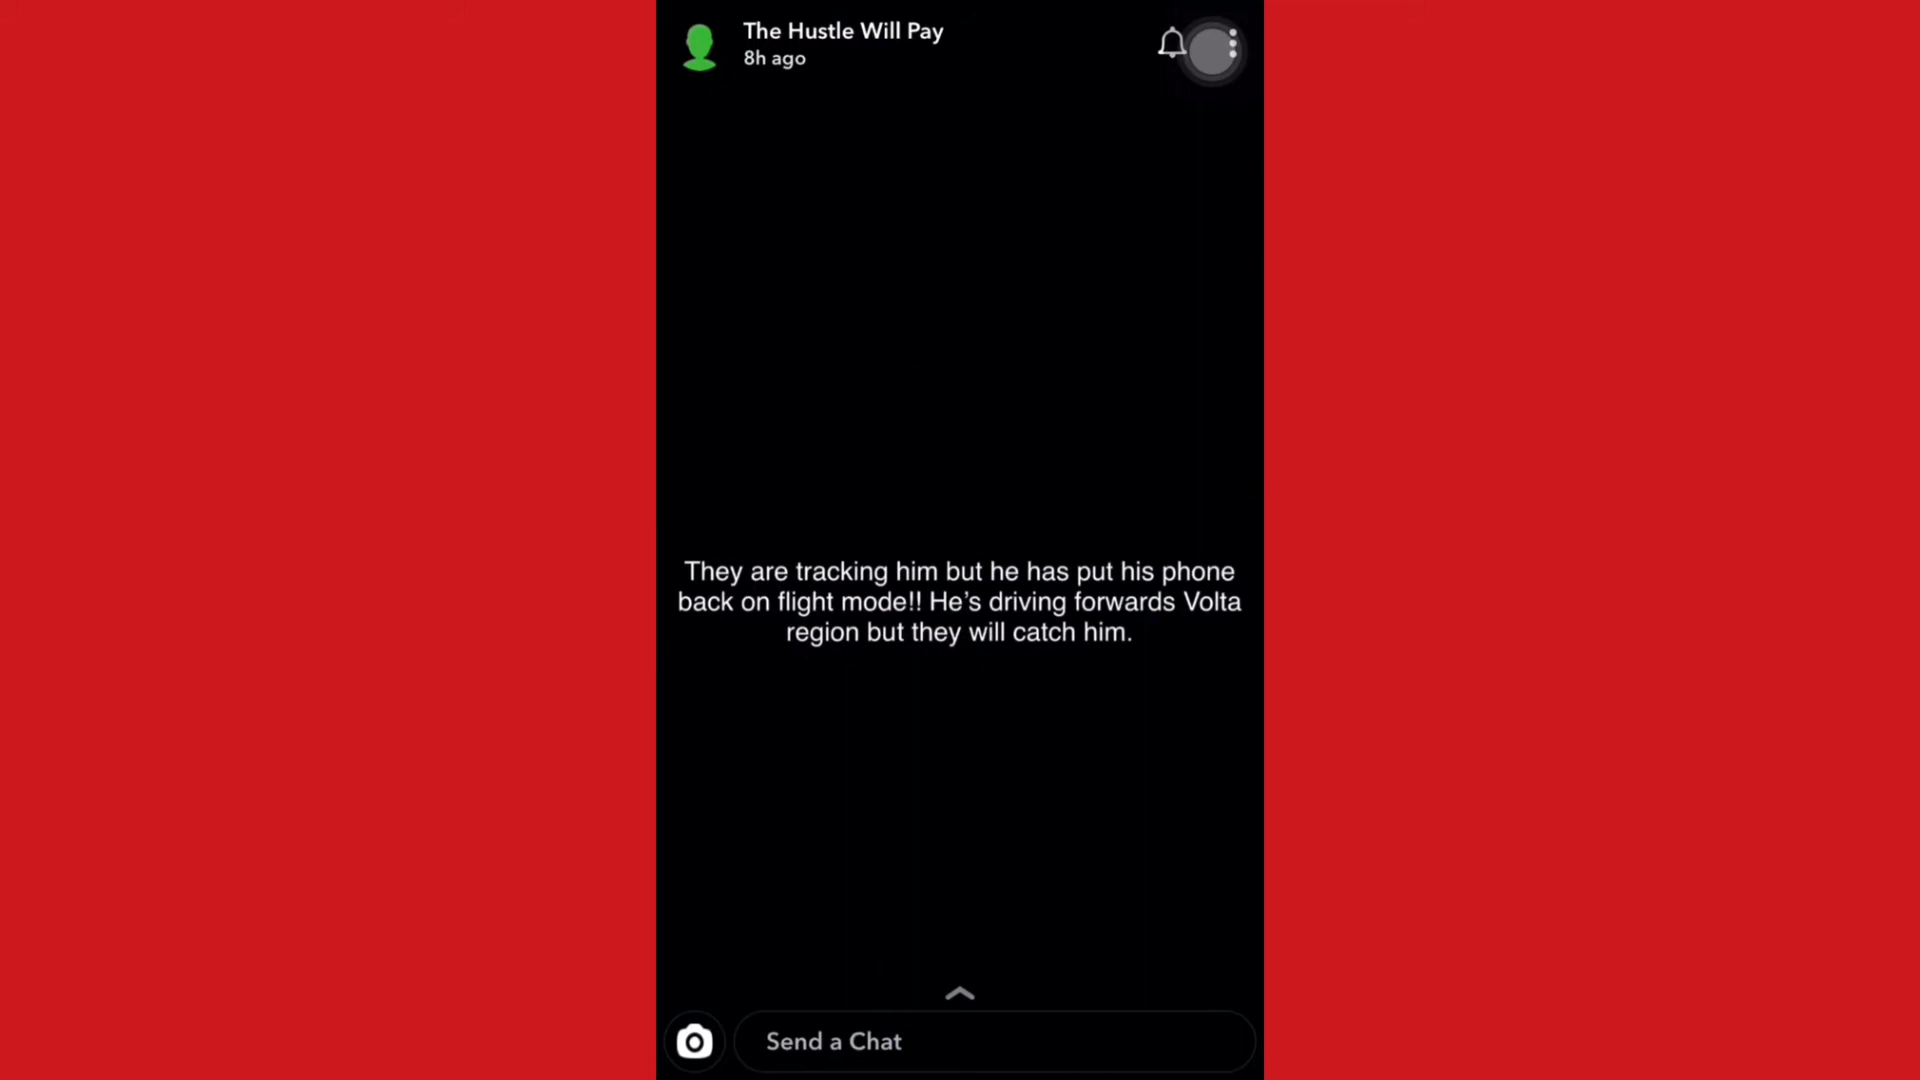 The Hustle Will Pay
8h ago
They are tracking him but he has put his phone
back on flight mode!! He’s driving forwards Volta
region but they will catch him.
Send a Chat